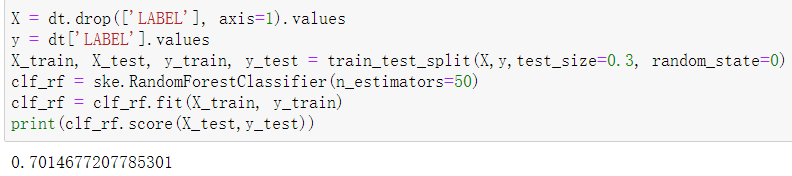 X = dt.drop(['LABEL'], axis=1).values
y = dt['LABEL'].values
X_train, X_test, y_train, y_test = train_test_split(X,y,test_size=0.3, random_state=0)
clf_rf = ske.RandomForestClassifier(n_estimators=50)
clf_rf = clf_rf.fit(X_train, y_train)
print(clf_rf.score(X_test,y_test))
0.7014677207785301